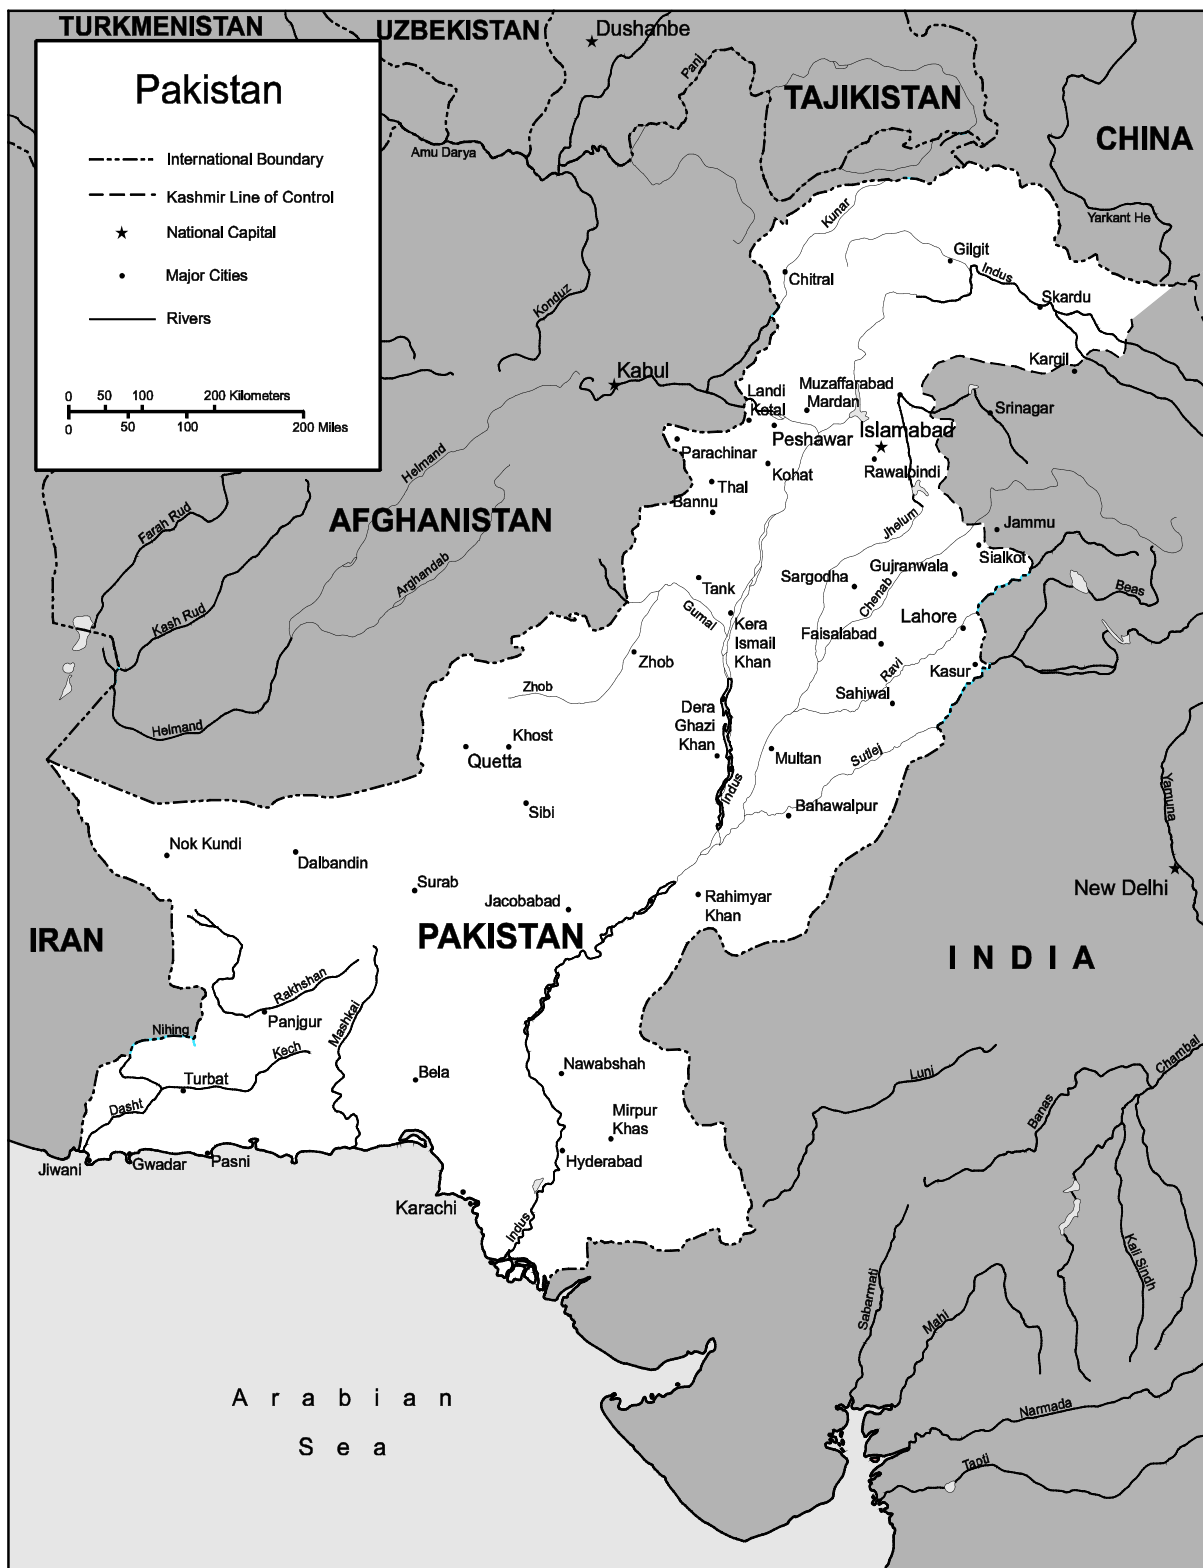 TURKMENISTAN
UZBEKISTAN
Dushanbe
Panj
TAJIKISTAN
CHINA
Pakistan
International Boundary
Kashmir Line of Control
National Capital
Major Cities
Rivers
0 50 100 200 Kilometers
0 50 100 200 Miles
Amu Darya
Yarkant He
Kunar
Gilgit
Indus
Chitral
Skardu
Konduz
Kargil
Kabul
Landi
Kotal
Muzaffarabad
Mardan
Srinagar
Peshawar
Islamabad
Parachinar
Kohat
Rawalpindi
Helmand
Thal
Bannu
Farah Rud
AFGHANISTAN
Jhelum
Jammu
Sialkot
Arghandab
Tank
Sargodha
Gujranwala
Chenab
Beas
Kash Rud
Gumal
Kera
Ismail
Khan
Faisalabad
Lahore
Zhob
Zhob
Ravi
Kasur
Sahiwal
Helmand
Dera
Ghazi
Khan
Khost
Quetta
Multan
Sutlej
Indus
Yamuna
Sibi
Bahawalpur
Nok Kundi
Dalbandin
Surab
Jacobabad
Rahimyar
Khan
New Delhi
IRAN
PAKISTAN
INDIA
Rakhshan
Panjgur
Mashkai
Nihing
Kech
Turbat
Dasht
Bela
Nawabshah
Luni
Chambal
Banas
Mirpur
Khas
Hyderabad
Jiwani
Gwadar
Pasni
Karachi
Indus
Kali Sindh
Sabarmati
Mahi
Arabian
Sea
Narmada
Tapti